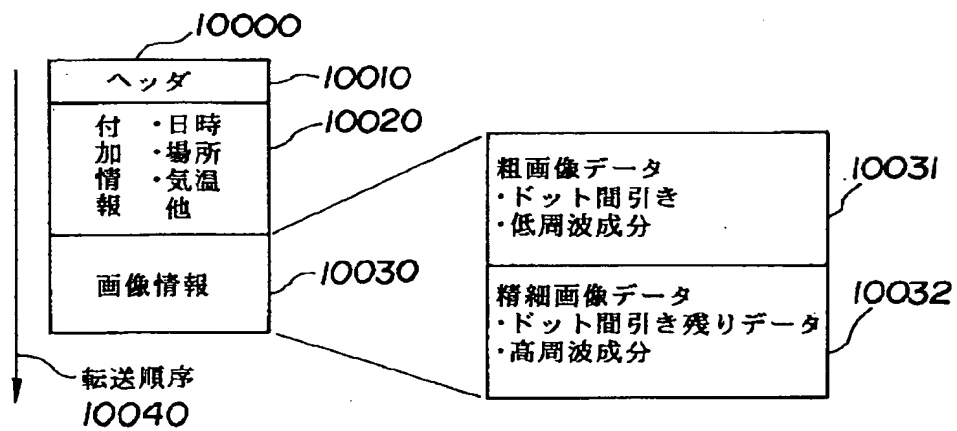 10000
ヘッダ
10010
付加情報
・日時
・場所
・気温
他
10020
画像情報
10030
転送順序
10040
粗画像データ
・ドット間引き
・低周波成分
10031
精細画像データ
・ドット間引き残りデータ
・高周波成分
10032